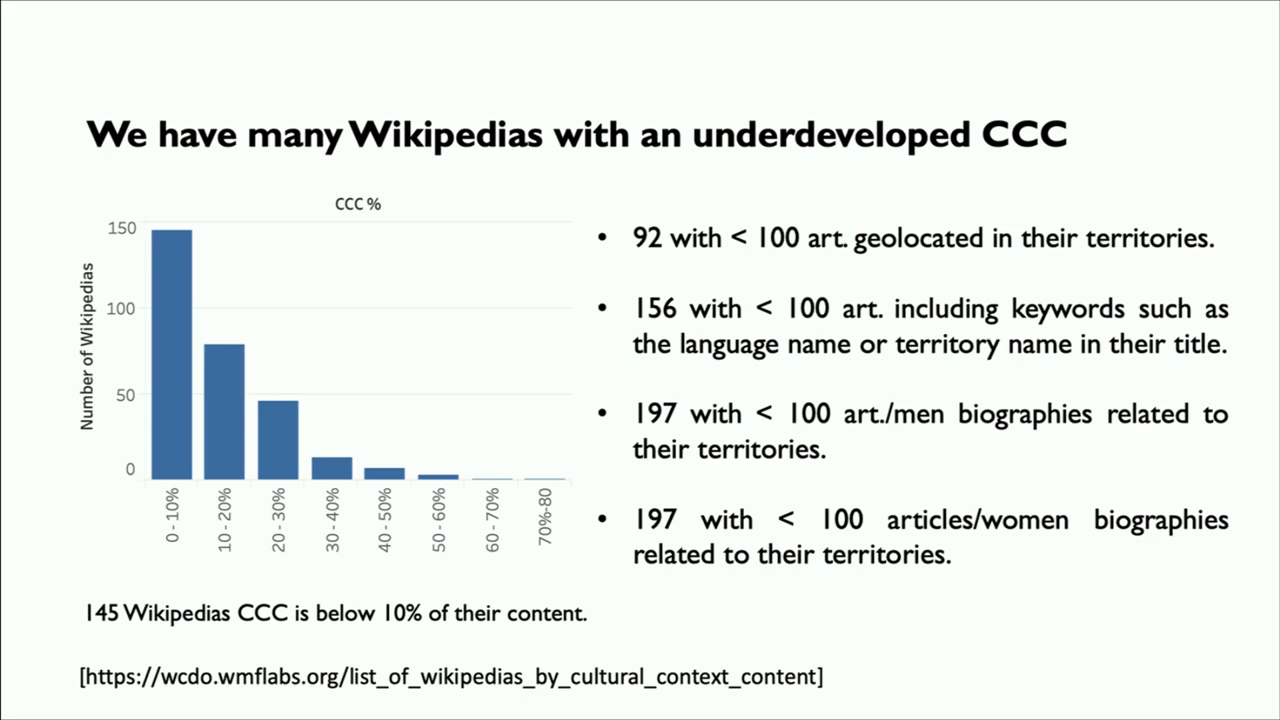 We have many Wikipedias with an underdeveloped CCC
CCC %
Number of Wikipedias
150
100
50
0
0 - 10%
10 - 20%
20 - 30%
30 - 40%
40 - 50%
50 - 60%
60 - 70%
70%-80
• 92 with < 100 art. geolocated in their territories.
• 156 with < 100 art. including keywords such as
the language name or territory name in their title.
• 197 with < 100 art./men biographies related to
their territories.
• 197 with < 100 articles/women biographies
related to their territories.
145 Wikipedias CCC is below 10% of their content.
[https://wcdo.wmflabs.org/list_of_wikipedias_by_cultural_context_content]